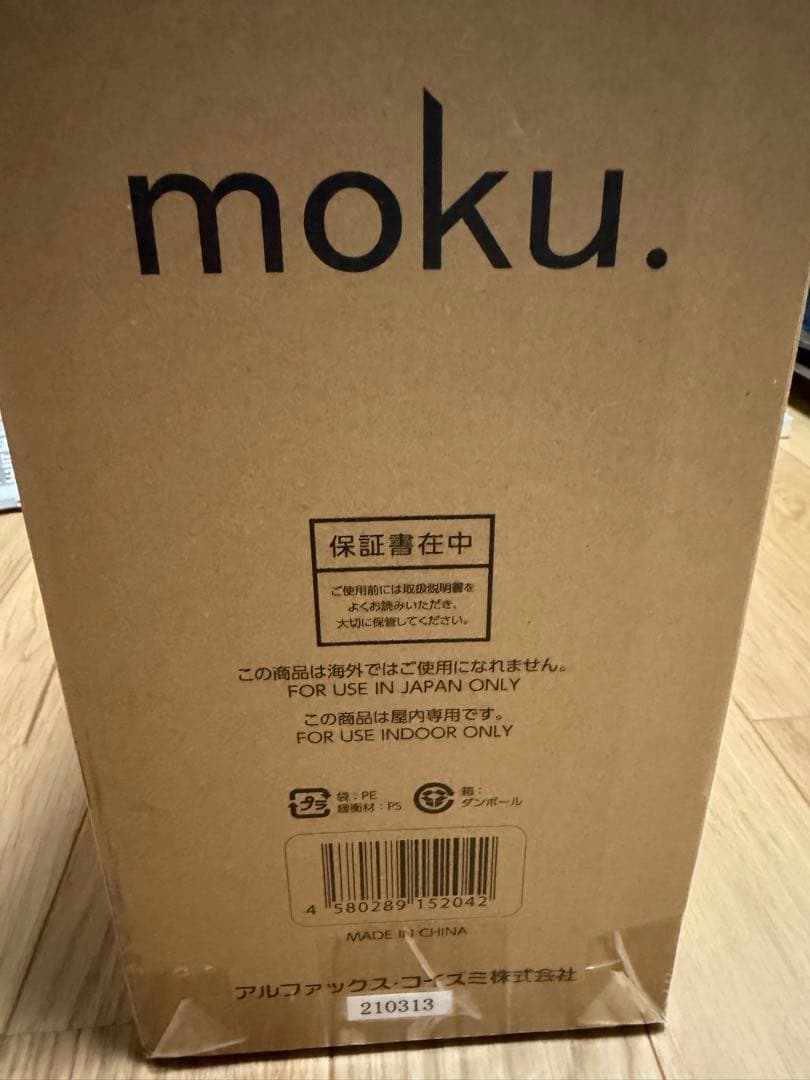 moku.
保証書在中
ご使用前には取扱説明書を
よくお読みいただき、
大切に保管してください。
この商品は海外ではご使用になれません。
FOR USE IN JAPAN ONLY
この商品は屋内専用です。
FOR USE INDOOR ONLY
プラ
袋：PE
緩衝材：PS
箱：
ダンボール
4 580289 152042
MADE IN CHINA
アルファックス・コイズミ株式会社
210313